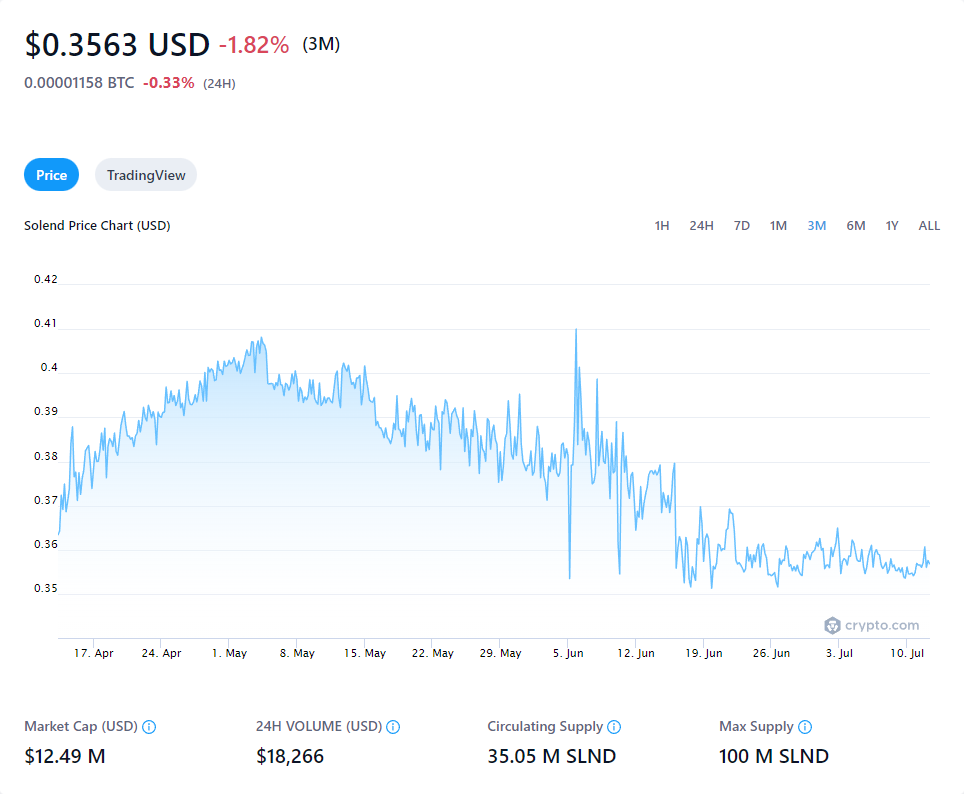 $0.3563 USD -1.82% (3M)
0.00001158 BTC -0.33% (24H)
Price TradingView
Solend Price Chart (USD) 1H 24H 7D 1M 3M 6M 1Y ALL
0.42
0.41
0.4
0.39
0.38
0.37
0.36
0.35
crypto.com
17. Apr 24. Apr 1. May 8. May 15. May 22. May 29. May 5. Jun 12. Jun 19. Jun 26. Jun 3. Jul 10. Jul
Market Cap (USD) 24H VOLUME (USD) Circulating Supply Max Supply
$12.49 M $18,266 35.05 M SLND 100 M SLND